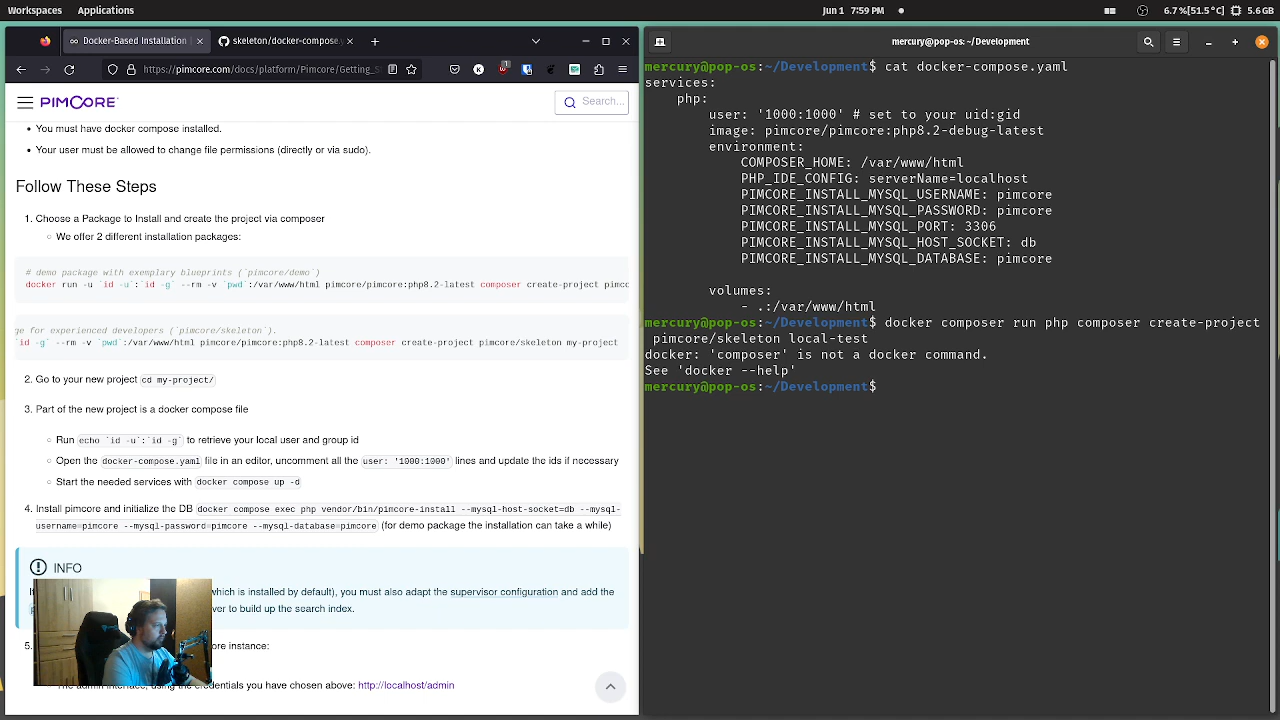 Workspaces
Applications
Jun 1 7:59 PM
6.7 %[51.5°C]
5.6GB
Docker-Based Installation |
skeleton/docker-compose.y
https://pimcore.com/docs/platform/Pimcore/Getting_S
PIMCORE
Search...
You must have docker compose installed.
Your user must be allowed to change file permissions (directly or via sudo).
Follow These Steps
1. Choose a Package to Install and create the project via composer
We offer 2 different installation packages:
# demo package with exemplary blueprints (`pimcore/demo`)
docker run -u `id -u`:`id -g` --rm -v `pwd`:/var/www/html pimcore/pimcore:php8.2-latest composer create-project pimc
ge for experienced developers (`pimcore/skeleton`).
`id -g` --rm -v `pwd`:/var/www/html pimcore/pimcore:php8.2-latest composer create-project pimcore/skeleton my-project
2. Go to your new project cd my-project/
3. Part of the new project is a docker compose file
Run echo `id -u`:`id -g` to retrieve your local user and group id
Open the docker-compose.yaml file in an editor, uncomment all the user: '1000:1000' lines and update the ids if necessary
Start the needed services with docker compose up -d
4. Install pimcore and initialize the DB docker compose exec php vendor/bin/pimcore-install --mysql-host-socket=db --mysql-
username=pimcore --mysql-password=pimcore --mysql-database=pimcore (for demo package the installation can take a while)
INFO
which is installed by default), you must also adapt the supervisor configuration and add the
ver to build up the search index.
5.
ore instance:
The admin interface, using the credentials you have chosen above: http://localhost/admin
mercury@pop-os: ~/Development
mercury@pop-os:~/Development$ cat docker-compose.yaml
services:
php:
user: '1000:1000' # set to your uid:gid
image: pimcore/pimcore:php8.2-debug-latest
environment:
COMPOSER_HOME: /var/www/html
PHP_IDE_CONFIG: serverName=localhost
PIMCORE_INSTALL_MYSQL_USERNAME: pimcore
PIMCORE_INSTALL_MYSQL_PASSWORD: pimcore
PIMCORE_INSTALL_MYSQL_PORT: 3306
PIMCORE_INSTALL_MYSQL_HOST_SOCKET: db
PIMCORE_INSTALL_MYSQL_DATABASE: pimcore
volumes:
- .:/var/www/html
mercury@pop-os:~/Development$ docker composer run php composer create-project
pimcore/skeleton local-test
docker: 'composer' is not a docker command.
See 'docker --help'
mercury@pop-os:~/Development$